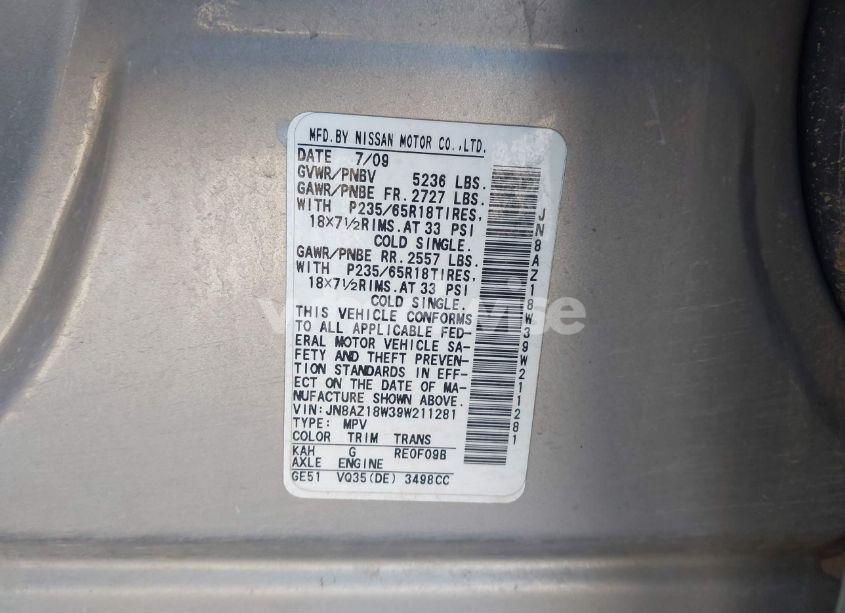 MFD.BY NISSAN MOTOR CO.,LTD.
DATE 7/09
GVWR/PNBV 5236 LBS.
GAWR/PNBE FR. 2727 LBS.
WITH P235/65R18TIRES,
18×7½RIMS.AT 33 PSI
COLD SINGLE.
GAWR/PNBE RR. 2557 LBS.
WITH P235/65R18TIRES,
18×7½RIMS.AT 33 PSI
COLD SINGLE.
THIS VEHICLE CONFORMS
TO ALL APPLICABLE FED-
ERAL MOTOR VEHICLE SA-
FETY AND THEFT PREVEN-
TION STANDARDS IN EFF-
ECT ON THE DATE OF MA-
NUFACTURE SHOWN ABOVE.
VIN: JN8AZ18W39W211281
TYPE: MPV
COLOR TRIM TRANS
KAH G RE0F09B
AXLE ENGINE
GE51 VQ35(DE) 3498CC
JN8AZ18W39W211281